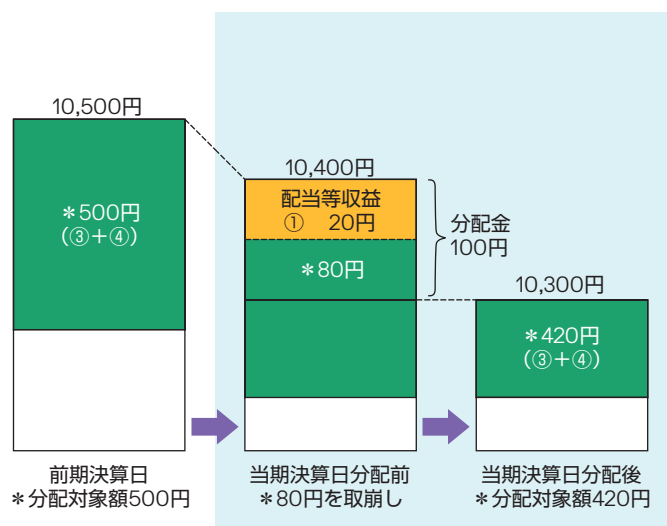 10,500円
＊500円
（③＋④）
10,400円
配当等収益
① 20円
＊80円
分配金
100円
10,300円
＊420円
（③＋④）
前期決算日
＊分配対象額500円
当期決算日分配前
＊80円を取崩し
当期決算日分配後
＊分配対象額420円